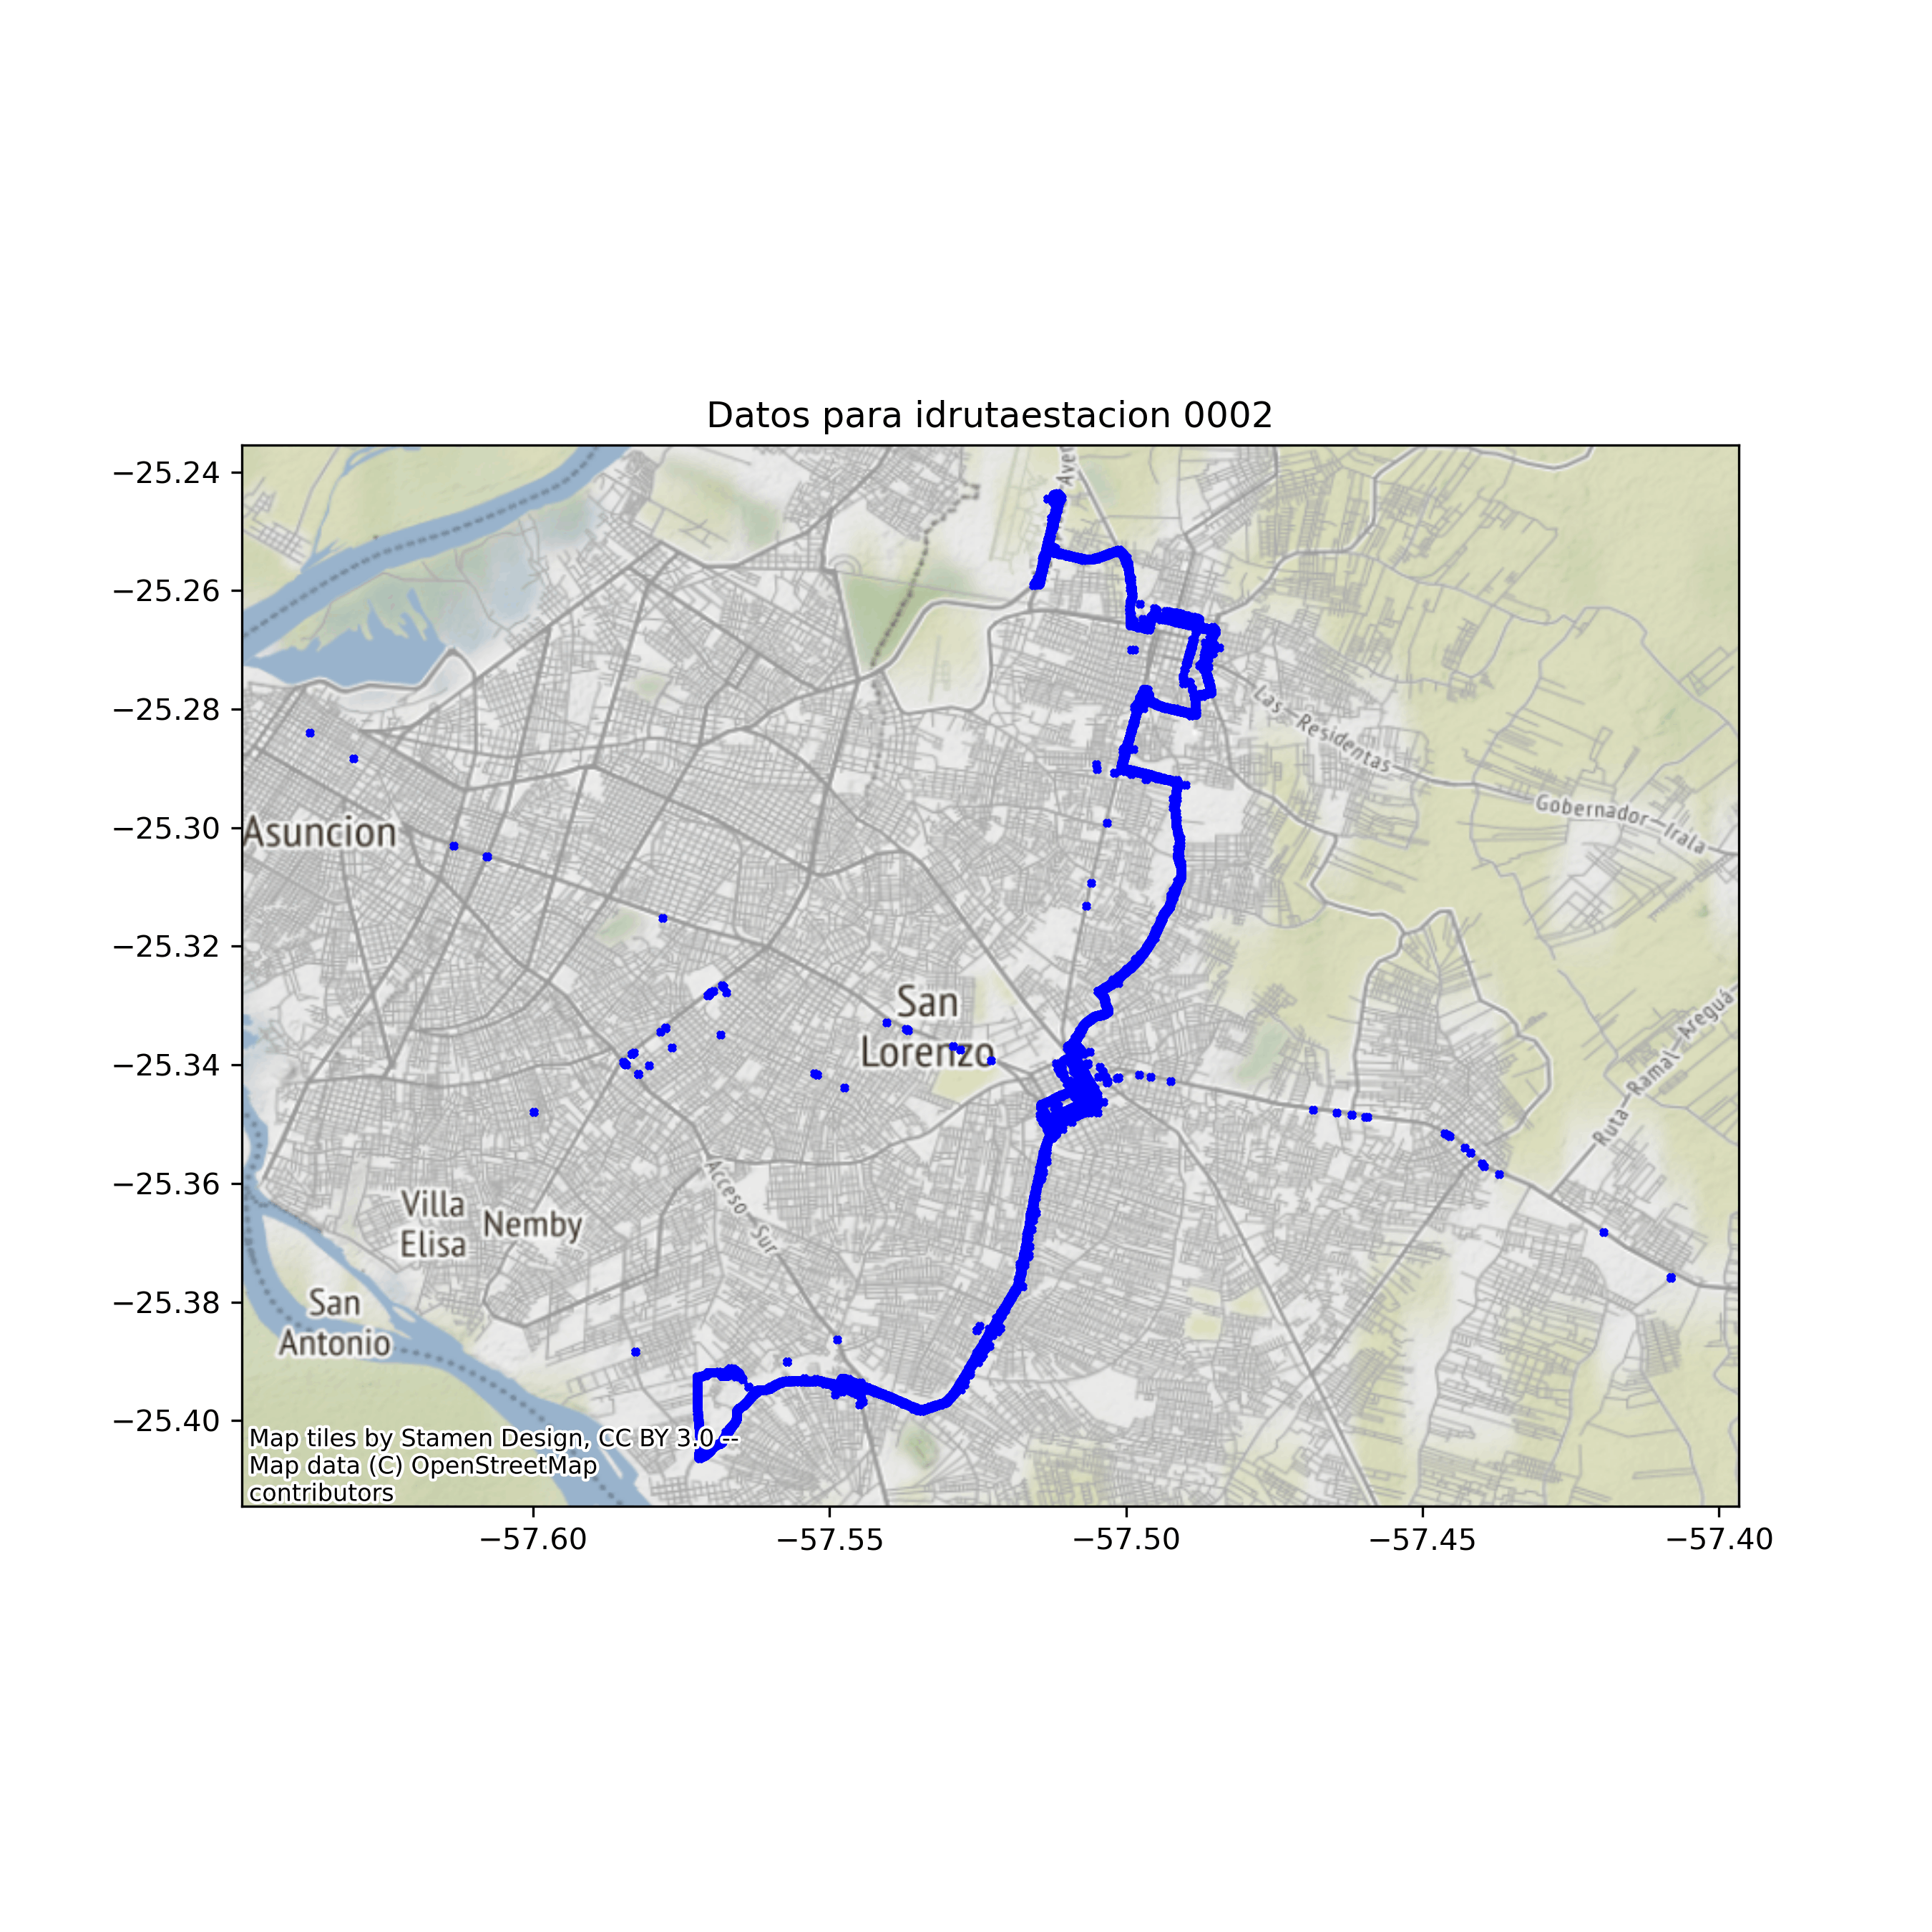 Datos para idrutaestacion 0002
−25.24
−25.26
−25.28
−25.30
−25.32
−25.34
−25.36
−25.38
−25.40
Aver
Las Residentas
Gobernador Irala
Asuncion
San
Lorenzo
Ruta Ramal Areguá
Acceso Sur
Villa
Elisa
Nemby
San
Antonio
Map tiles by Stamen Design, CC BY 3.0 --
Map data (C) OpenStreetMap
contributors
−57.60
−57.55
−57.50
−57.45
−57.40